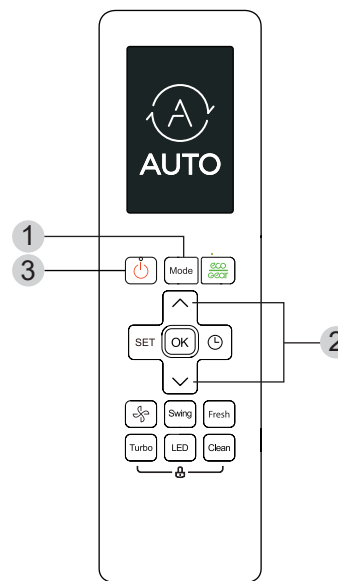 A
AUTO
1
3
Mode
eco
gear
2
SET OK
Swing Fresh
Turbo LED Clean